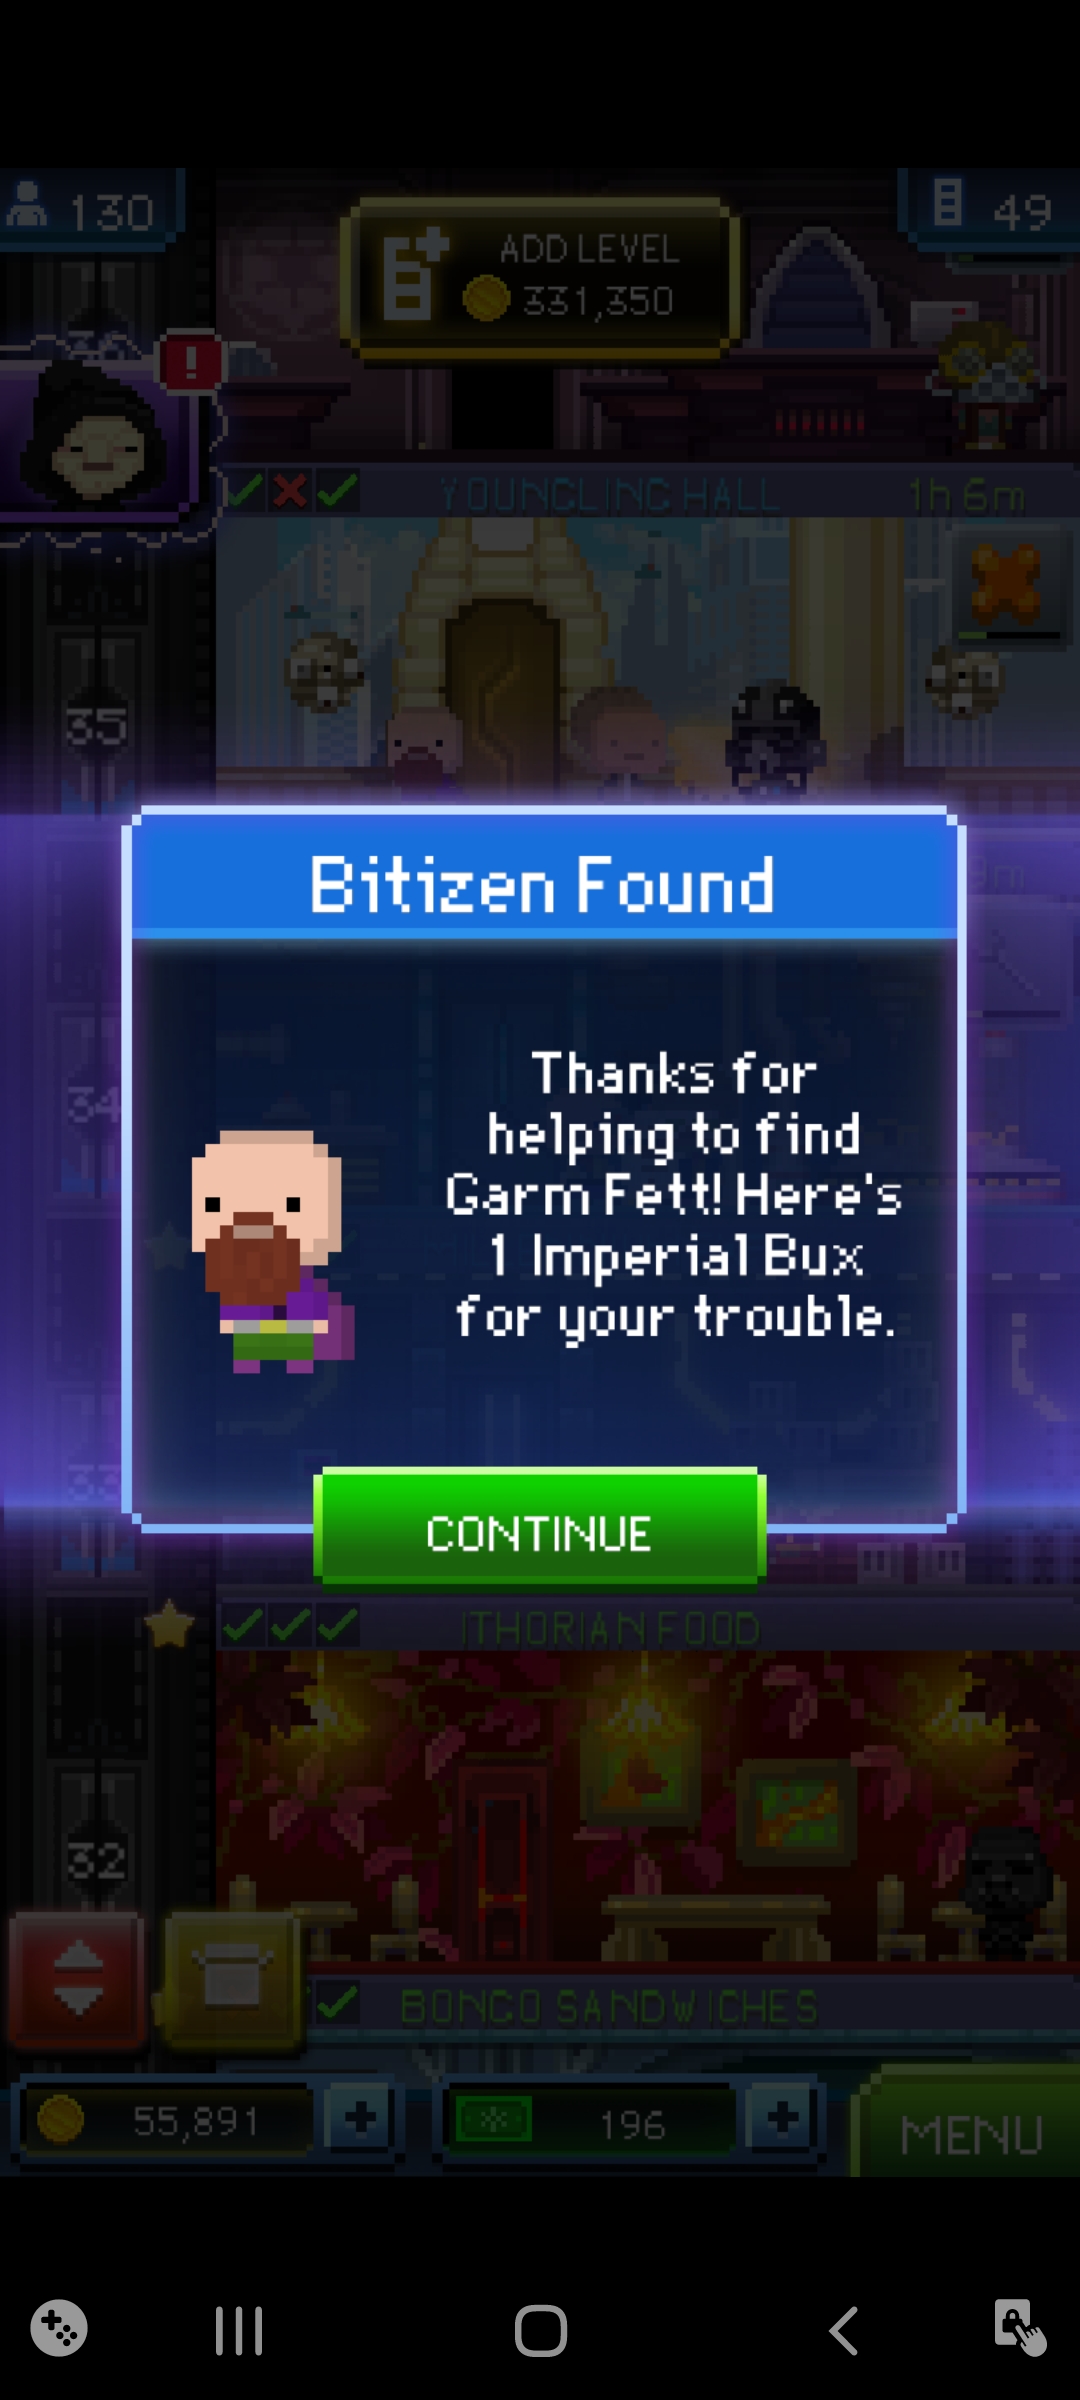 130
ADD LEVEL
331,350
49
36
!
YOUNGLING HALL
1h 6m
35
Bitizen Found
9m
Thanks for
helping to find
Garm Fett! Here's
1 Imperial Bux
for your trouble.
34
33
CONTINUE
ITHORIAN FOOD
32
BONGO SANDWICHES
55,891
196
MENU